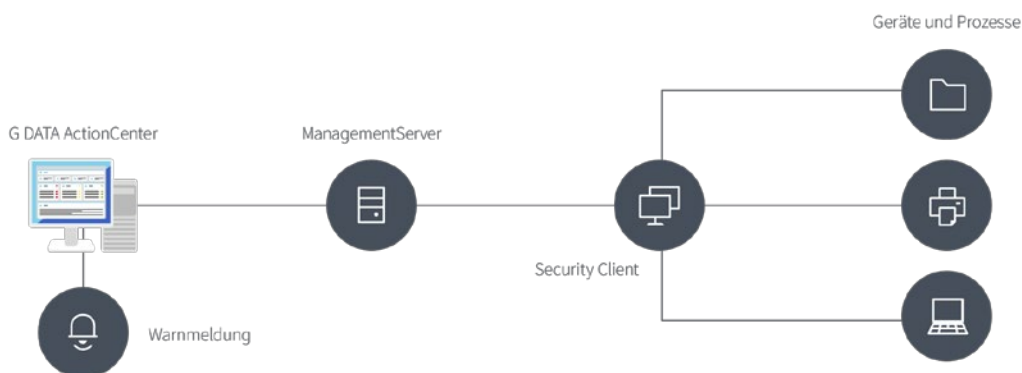 Geräte und Prozesse
G DATA ActionCenter
ManagementServer
Security Client
Warnmeldung